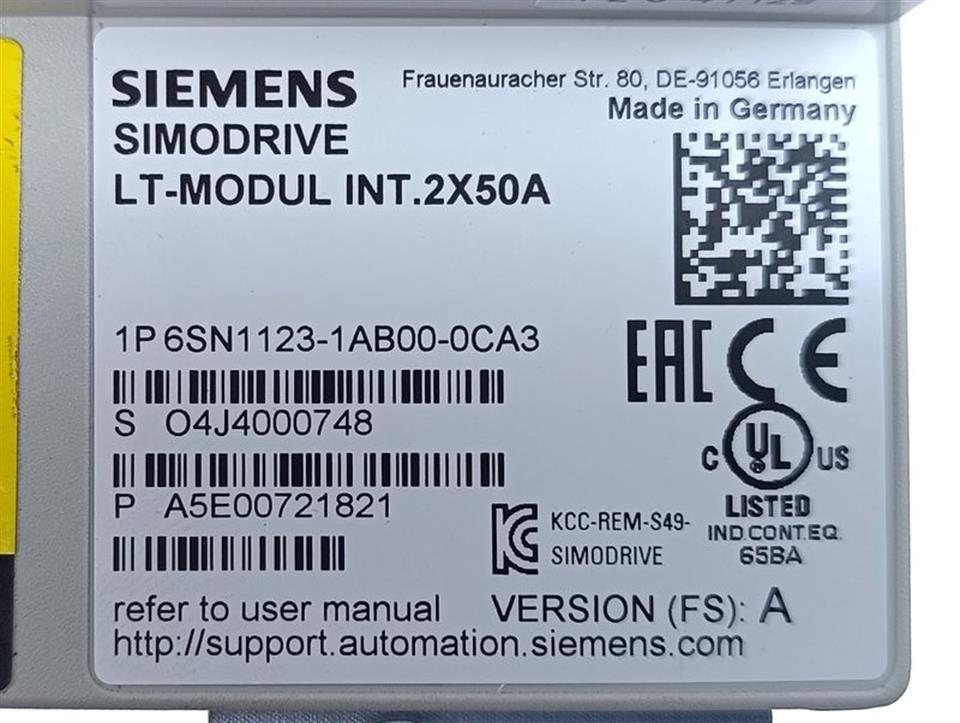 SIEMENS
Frauenauracher Str. 80, DE-91056 Erlangen
Made in Germany
SIMODRIVE
LT-MODUL INT.2X50A
1P 6SN1123-1AB00-0CA3
EAC CE
S O4J4000748
C UL US
LISTED
IND.CONT.EQ.
65BA
P A5E00721821
KCC-REM-S49-
SIMODRIVE
refer to user manual VERSION (FS): A
http://support.automation.siemens.com